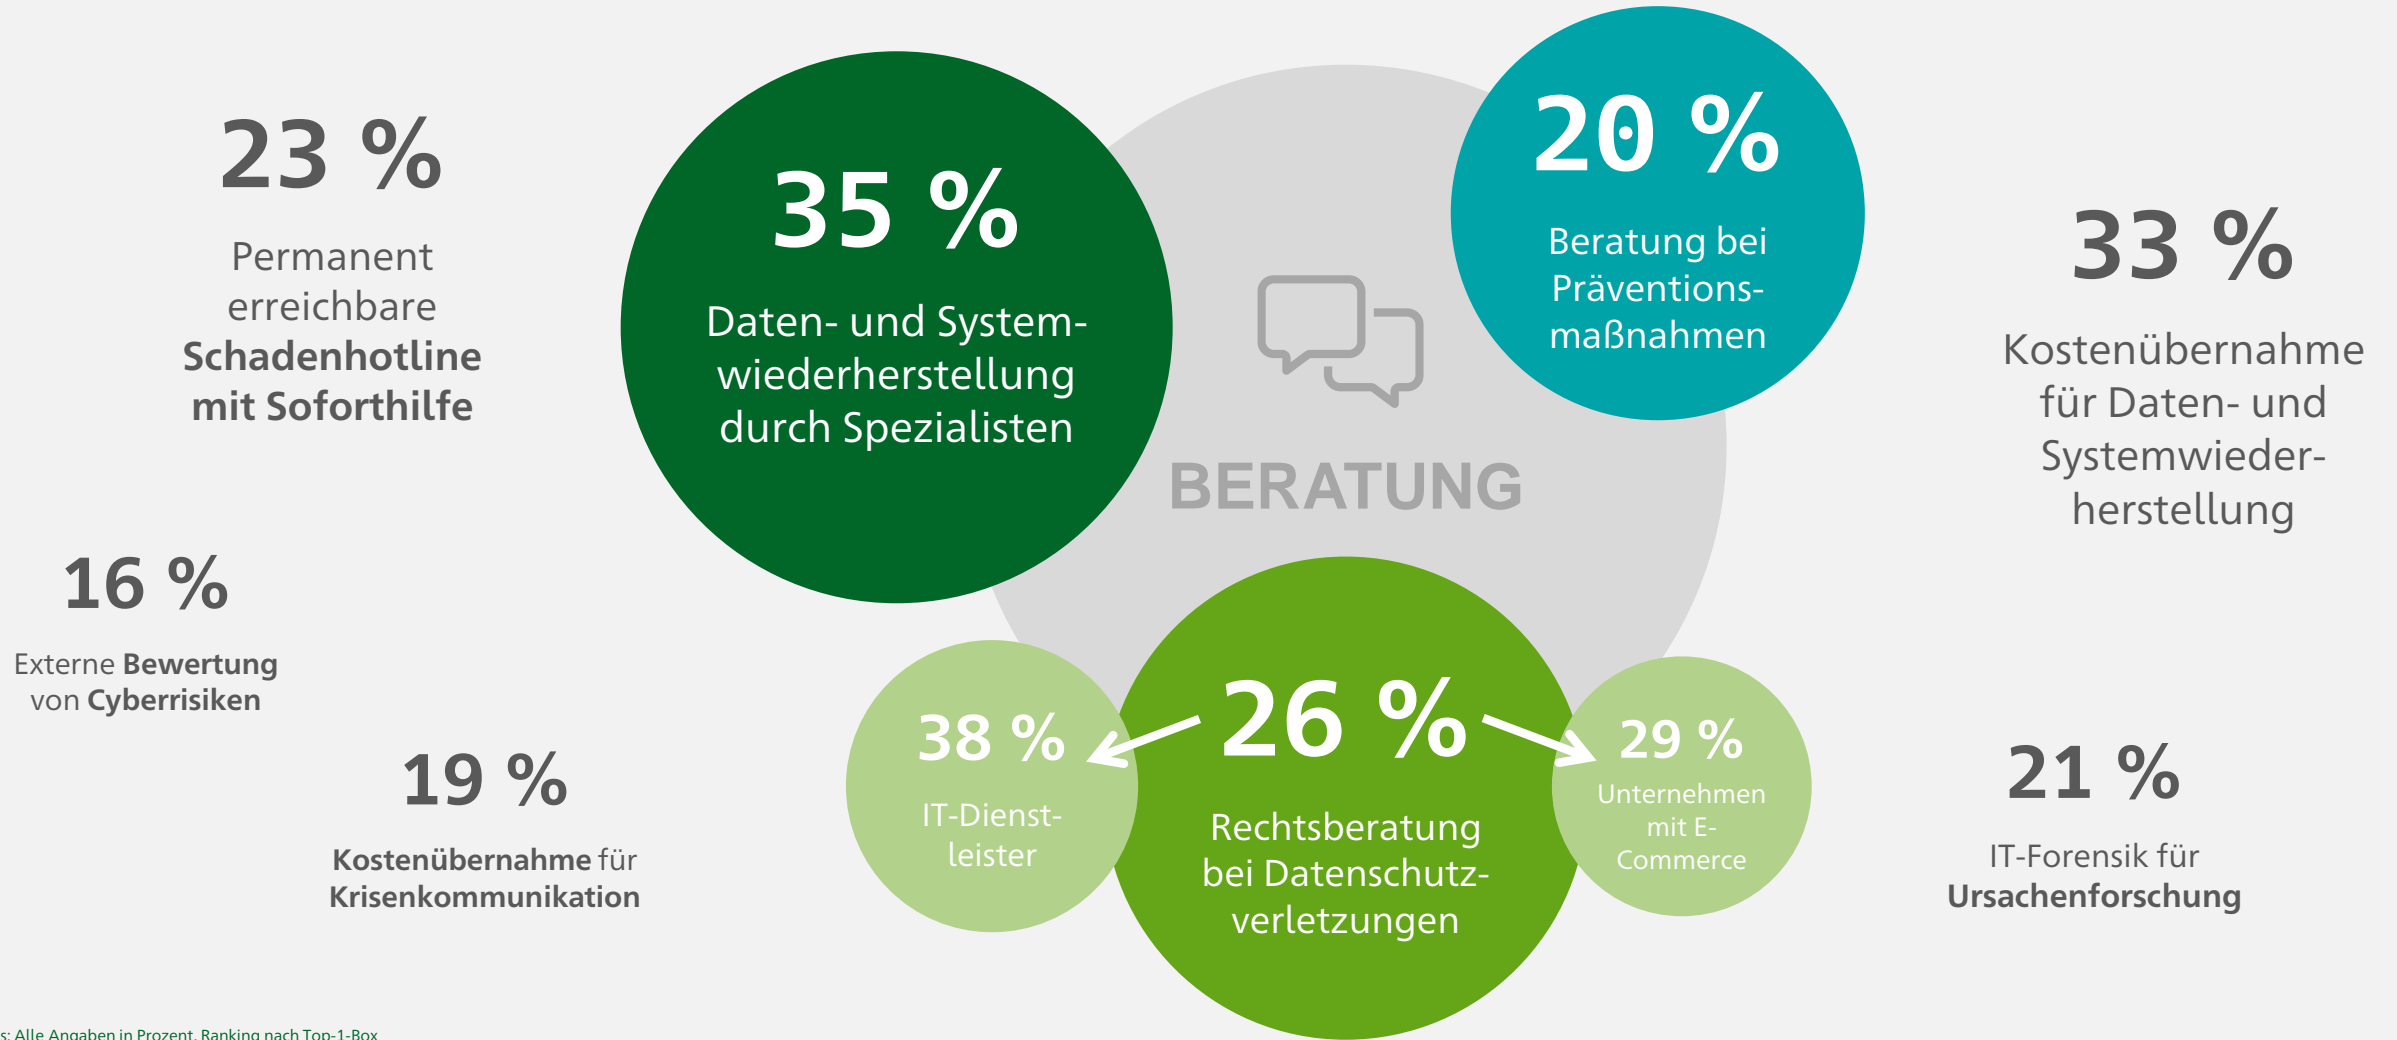 23 %
Permanent
erreichbare
Schadenhotline
mit Soforthilfe
35 %
Daten- und System-
wiederherstellung
durch Spezialisten
20 %
Beratung bei
Präventions-
maßnahmen
33 %
Kostenübernahme
für Daten- und
Systemwieder-
herstellung
BERATUNG
16 %
Externe Bewertung
von Cyberrisiken
19 %
Kostenübernahme für
Krisenkommunikation
38 %
IT-Dienst-
leister
26 %
Rechtsberatung
bei Datenschutz-
verletzungen
29 %
Unternehmen
mit E-
Commerce
21 %
IT-Forensik für
Ursachenforschung
s: Alle Angaben in Prozent, Ranking nach Top-1-Box